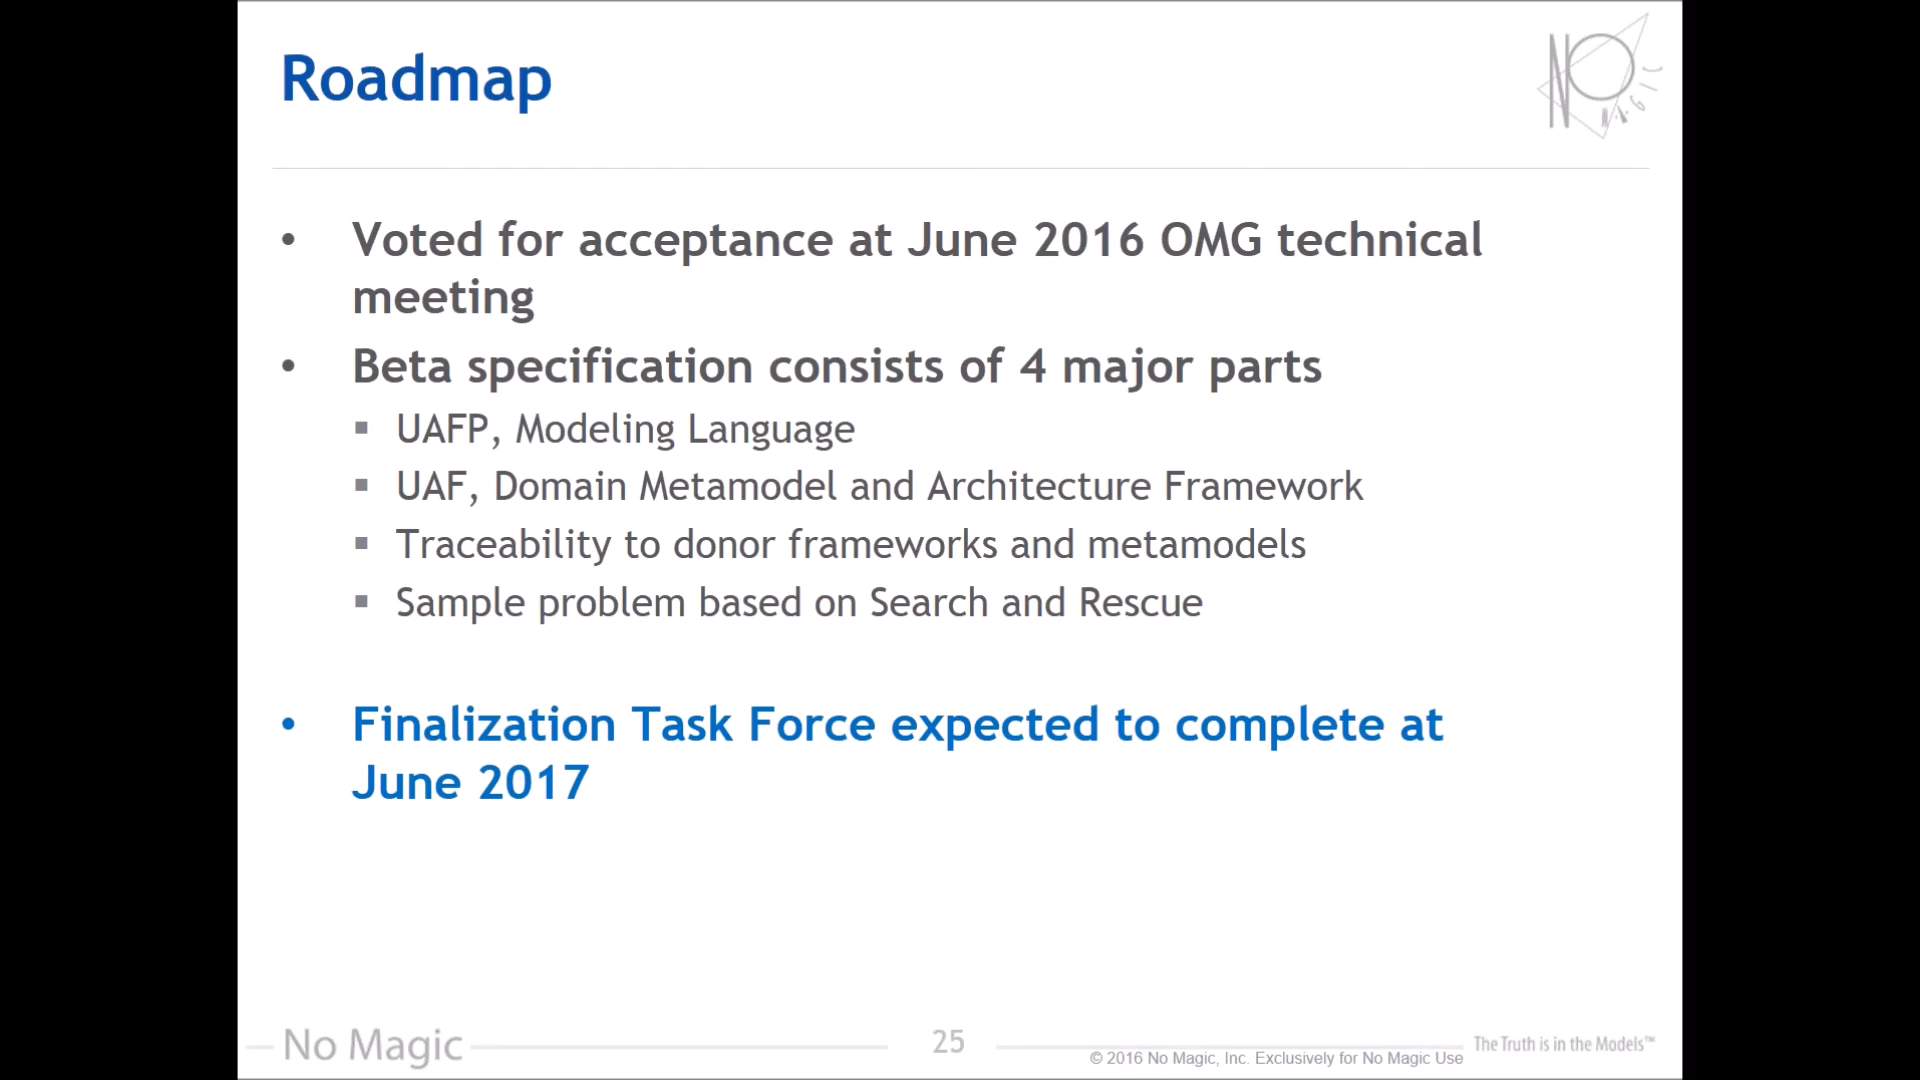 Roadmap
NO MAGIC
• Voted for acceptance at June 2016 OMG technical
meeting
• Beta specification consists of 4 major parts
▪ UAFP, Modeling Language
▪ UAF, Domain Metamodel and Architecture Framework
▪ Traceability to donor frameworks and metamodels
▪ Sample problem based on Search and Rescue
• Finalization Task Force expected to complete at
June 2017
No Magic
25
© 2016 No Magic, Inc. Exclusively for No Magic Use
The Truth is in the Models™